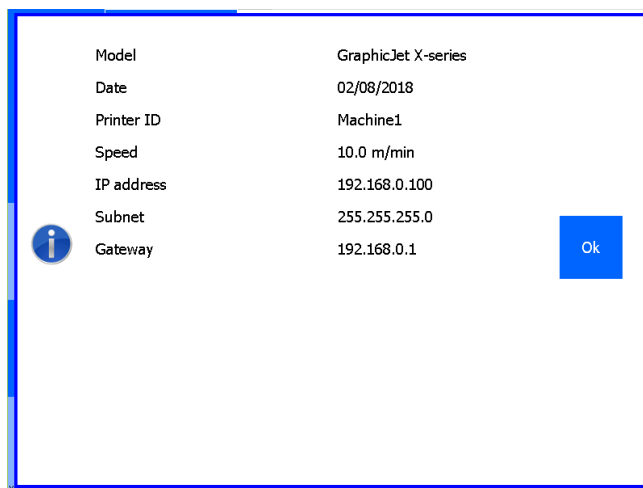 Model GraphicJet X-series
Date 02/08/2018
Printer ID Machine1
Speed 10.0 m/min
IP address 192.168.0.100
Subnet 255.255.255.0
Gateway 192.168.0.1
Ok